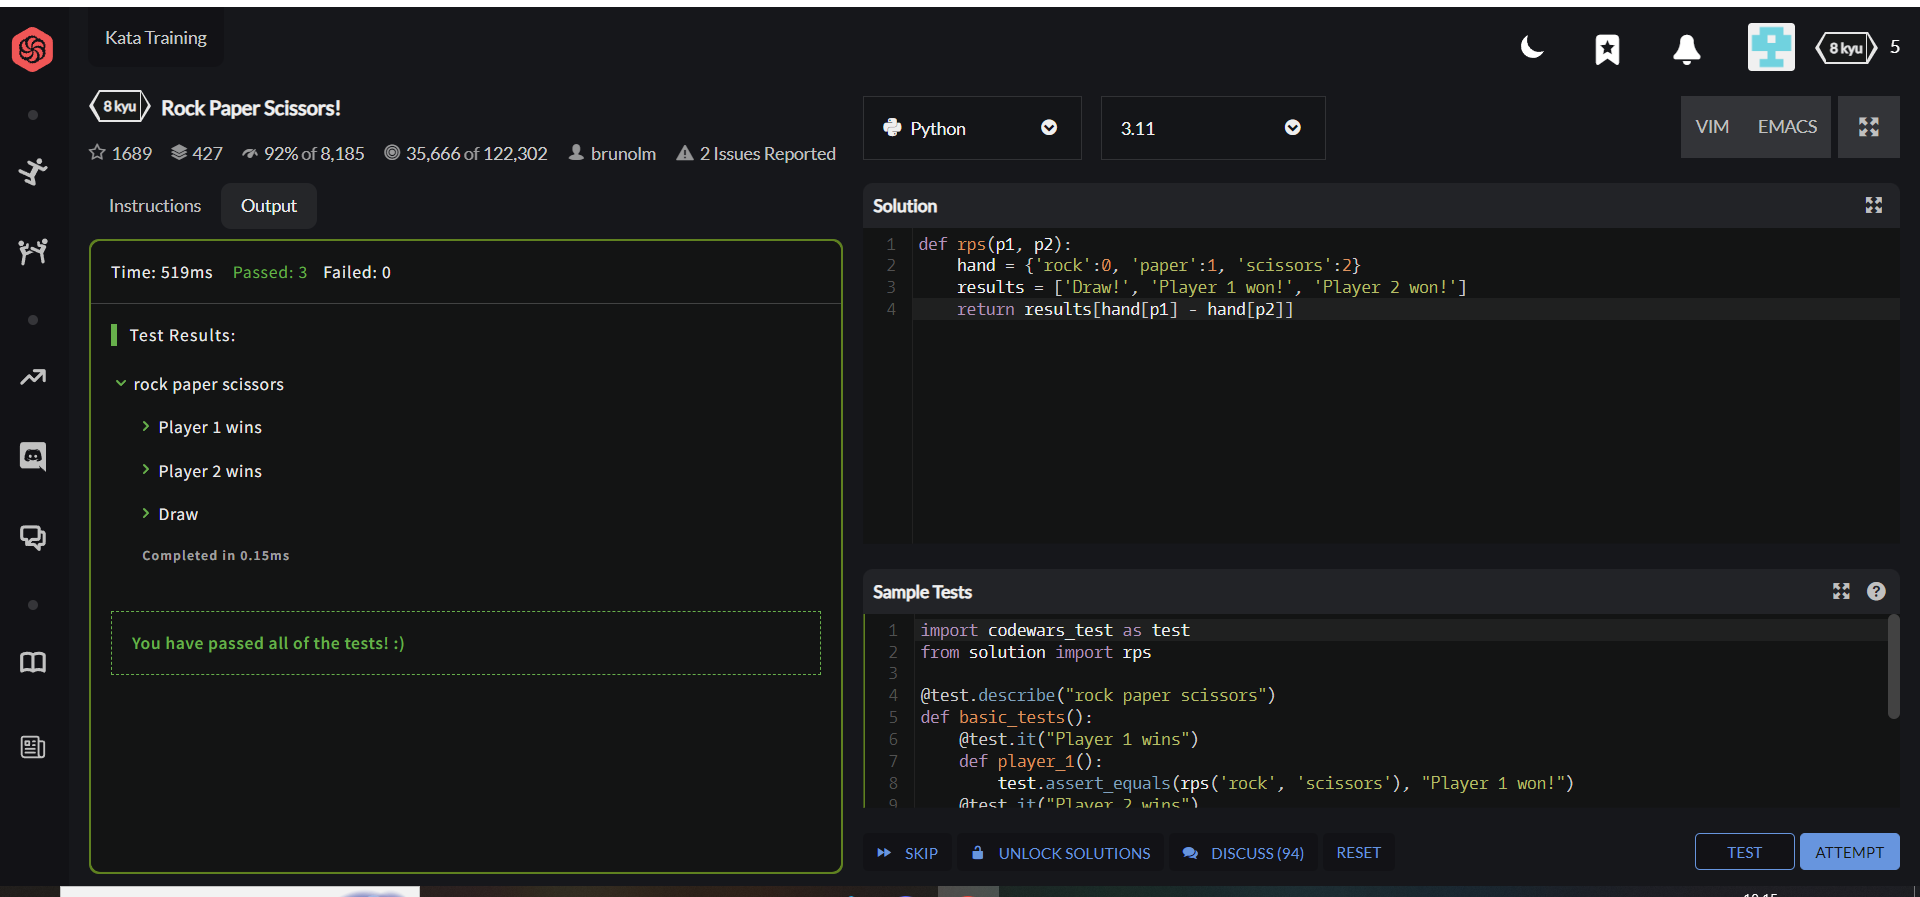 Kata Training
8 kyu 5
8 kyu Rock Paper Scissors!
1689 427 92% of 8,185 35,666 of 122,302 brunolm 2 Issues Reported
Instructions Output
Time: 519ms Passed: 3 Failed: 0
Test Results:
rock paper scissors
Player 1 wins
Player 2 wins
Draw
Completed in 0.15ms
You have passed all of the tests! :)
Python 3.11 VIM EMACS
Solution
1 def rps(p1, p2):
2 hand = {'rock':0, 'paper':1, 'scissors':2}
3 results = ['Draw!', 'Player 1 won!', 'Player 2 won!']
4 return results[hand[p1] - hand[p2]]
Sample Tests
1 import codewars_test as test
2 from solution import rps
3
4 @test.describe("rock paper scissors")
5 def basic_tests():
6 @test.it("Player 1 wins")
7 def player_1():
8 test.assert_equals(rps('rock', 'scissors'), "Player 1 won!")
9 @test.it("Player 2 wins")
SKIP UNLOCK SOLUTIONS DISCUSS (94) RESET TEST ATTEMPT